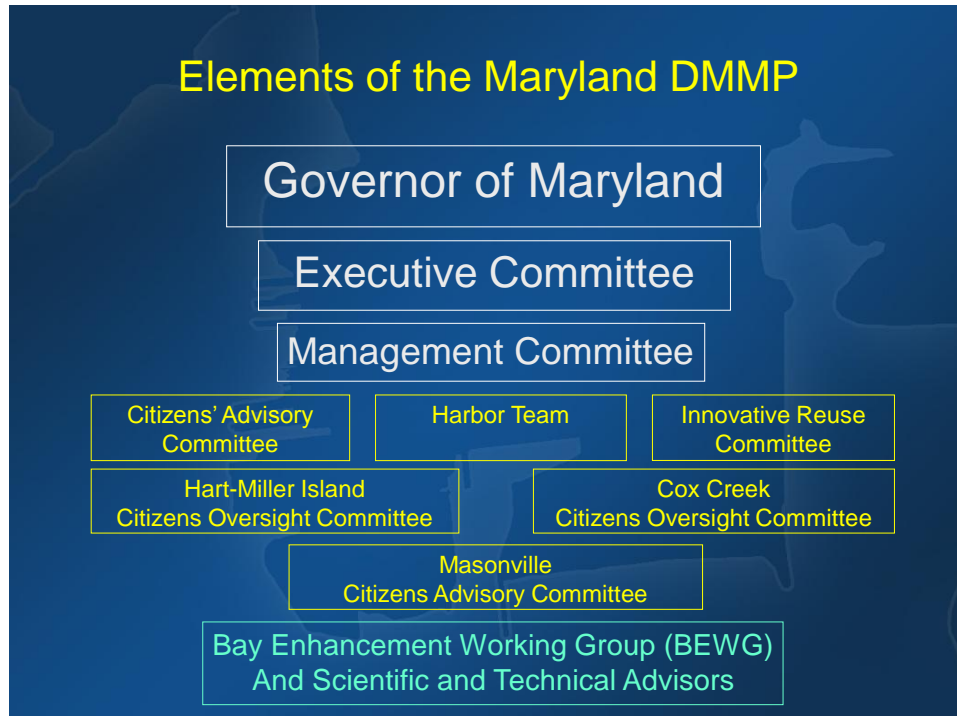 Elements of the Maryland DMMP
Governor of Maryland
Executive Committee
Management Committee
Citizens' Advisory
Committee
Harbor Team
Innovative Reuse
Committee
Hart-Miller Island
Citizens Oversight Committee
Cox Creek
Citizens Oversight Committee
Masonville
Citizens Advisory Committee
Bay Enhancement Working Group (BEWG)
And Scientific and Technical Advisors